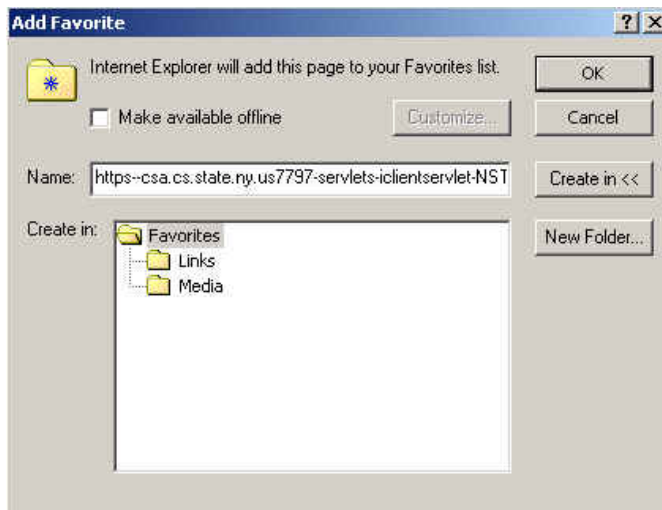 Add Favorite
Internet Explorer will add this page to your Favorites list.
OK
Make available offline
Customize...
Cancel
Name: https--csa.cs.state.ny.us7797-servlets-iclientservlet-NST
Create in <<
Create in:
Favorites
New Folder...
Links
Media